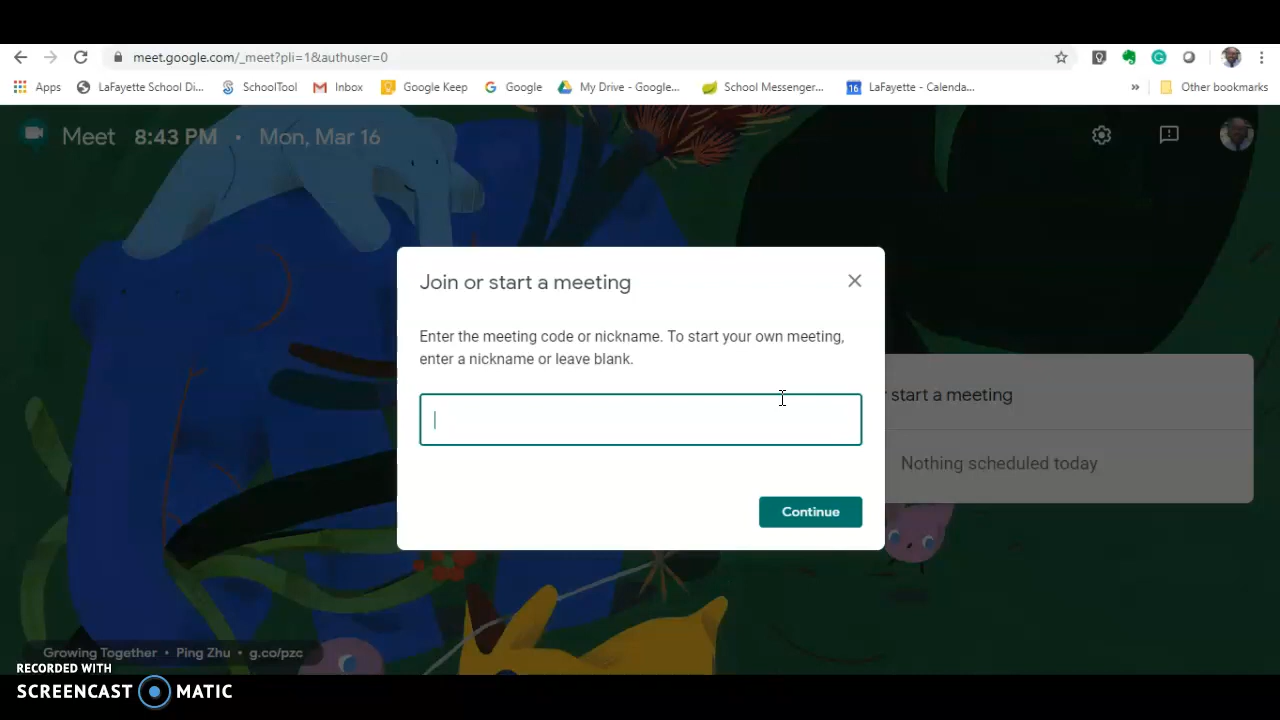 meet.google.com/_meet?pli=1&authuser=0
Apps LaFayette School Di... SchoolTool Inbox Google Keep Google My Drive - Google... School Messenger... 16 LaFayette - Calenda... » Other bookmarks
Meet 8:43 PM • Mon, Mar 16
Join or start a meeting
Enter the meeting code or nickname. To start your own meeting,
enter a nickname or leave blank.
start a meeting
Nothing scheduled today
Continue
Growing Together • Ping Zhu • g.co/pzc
RECORDED WITH
SCREENCAST MATIC